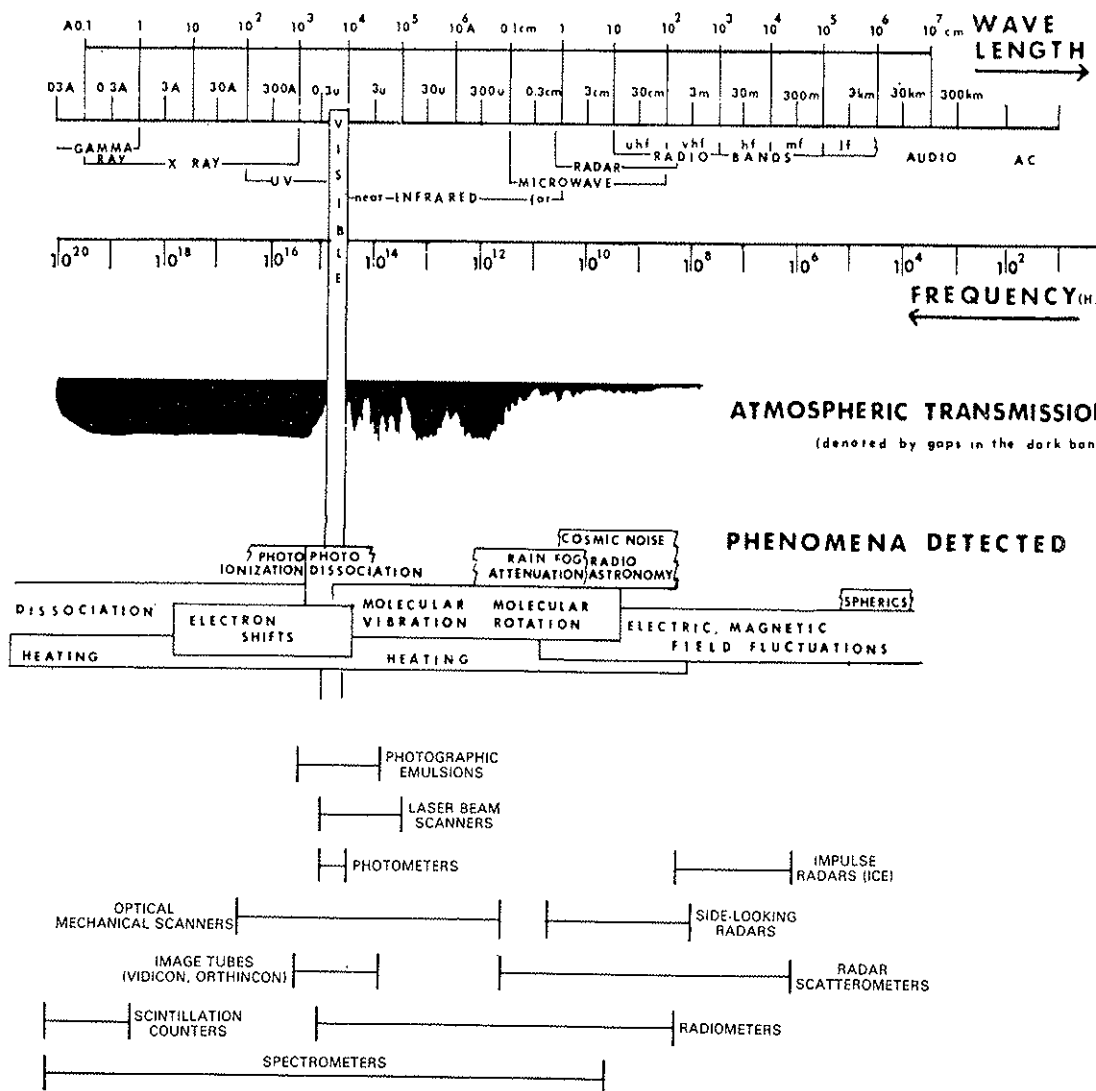 A0.1 1 10 10² 10³ 10⁴ 10⁵ 10⁶A 0.1cm 1 10 10² 10³ 10⁴ 10⁵ 10⁶ 10⁷cm WAVE
LENGTH
.03A 0.3A 3A 30A 300A 0.3u 3u 30u 300u 0.3cm 3cm 30cm 3m 30m 300m 3km 30km 300km
VISIBLE
GAMMA
RAY
X RAY
UV
near INFRARED far
MICROWAVE
RADAR
uhf vhf hf mf lf
RADIO BANDS
AUDIO AC
10²⁰ 10¹⁸ 10¹⁶ 10¹⁴ 10¹² 10¹⁰ 10⁸ 10⁶ 10⁴ 10²
FREQUENCY (H
ATMOSPHERIC TRANSMISSION
(denoted by gaps in the dark ban
PHENOMENA DETECTED
PHOTO
IONIZATION
PHOTO
DISSOCIATION
RAIN FOG
ATTENUATION
COSMIC NOISE
RADIO
ASTRONOMY
DISSOCIATION
ELECTRON
SHIFTS
MOLECULAR
VIBRATION
MOLECULAR
ROTATION
SPHERICS
ELECTRIC, MAGNETIC
FIELD FLUCTUATIONS
HEATING HEATING
PHOTOGRAPHIC
EMULSIONS
LASER BEAM
SCANNERS
PHOTOMETERS
IMPULSE
RADARS (ICE)
OPTICAL
MECHANICAL SCANNERS
SIDE-LOOKING
RADARS
IMAGE TUBES
(VIDICON, ORTHINCON)
RADAR
SCATTEROMETERS
SCINTILLATION
COUNTERS
RADIOMETERS
SPECTROMETERS